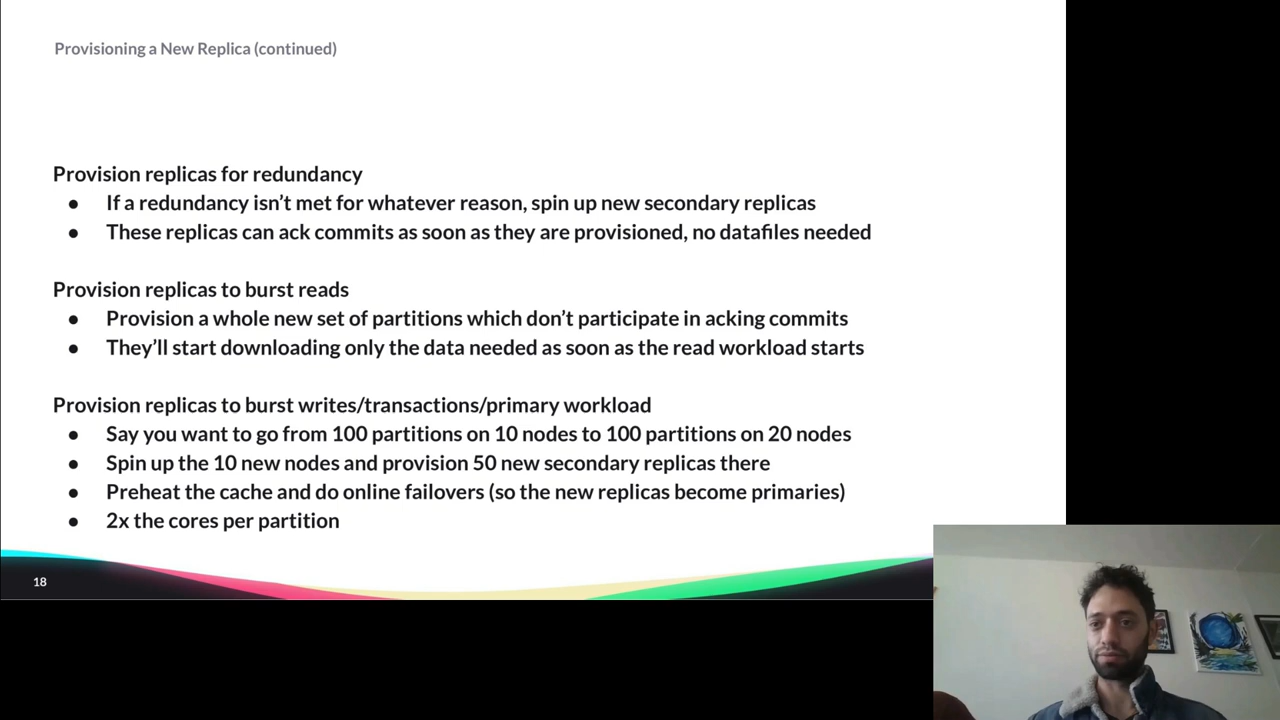 Provisioning a New Replica (continued)
Provision replicas for redundancy
● If a redundancy isn’t met for whatever reason, spin up new secondary replicas
● These replicas can ack commits as soon as they are provisioned, no datafiles needed
Provision replicas to burst reads
● Provision a whole new set of partitions which don’t participate in acking commits
● They’ll start downloading only the data needed as soon as the read workload starts
Provision replicas to burst writes/transactions/primary workload
● Say you want to go from 100 partitions on 10 nodes to 100 partitions on 20 nodes
● Spin up the 10 new nodes and provision 50 new secondary replicas there
● Preheat the cache and do online failovers (so the new replicas become primaries)
● 2x the cores per partition
18